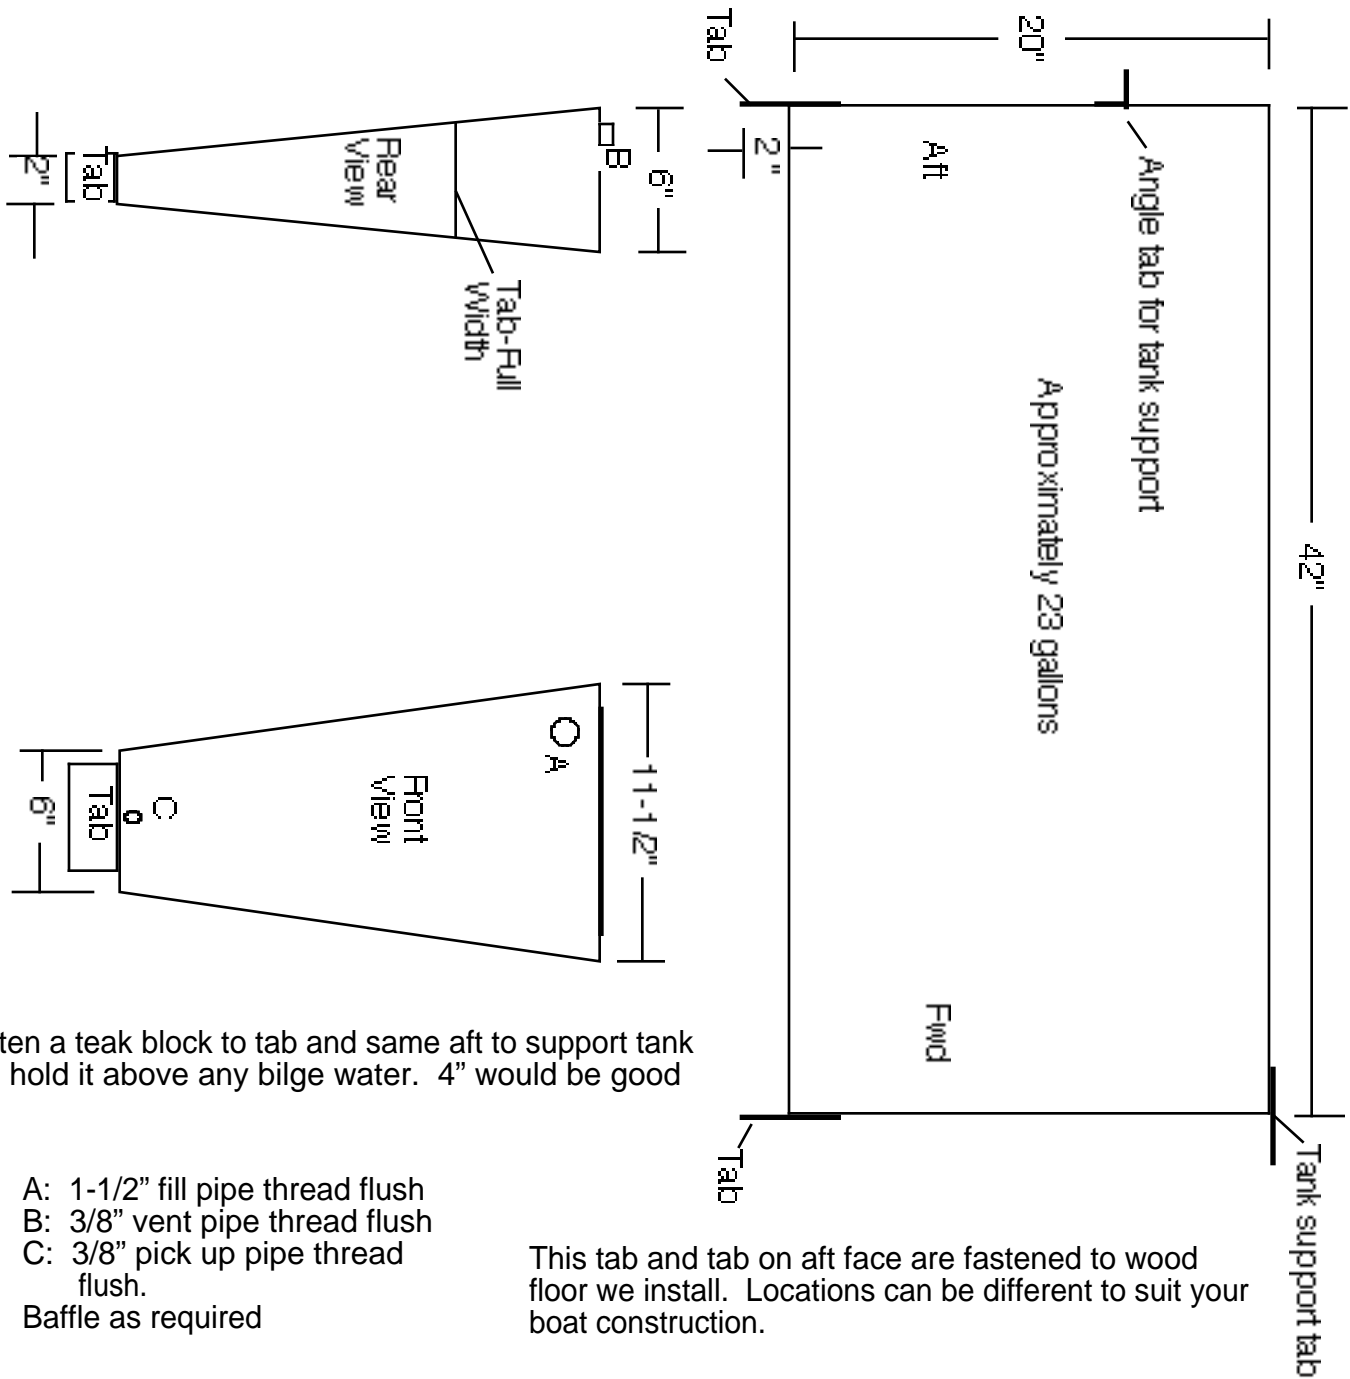 Tab
20"
Angle tab for tank support
Aft
2"
Approximately 23 gallons
42"
Fwd
Tab
Tank support tab
6"
B
Rear
View
Tab
2"
Tab-Full
Width
11-1/2"
A
Front
View
C
Tab
6"
ten a teak block to tab and same aft to support tank
hold it above any bilge water. 4” would be good
A: 1-1/2” fill pipe thread flush
B: 3/8” vent pipe thread flush
C: 3/8” pick up pipe thread
flush.
Baffle as required
This tab and tab on aft face are fastened to wood
floor we install. Locations can be different to suit your
boat construction.